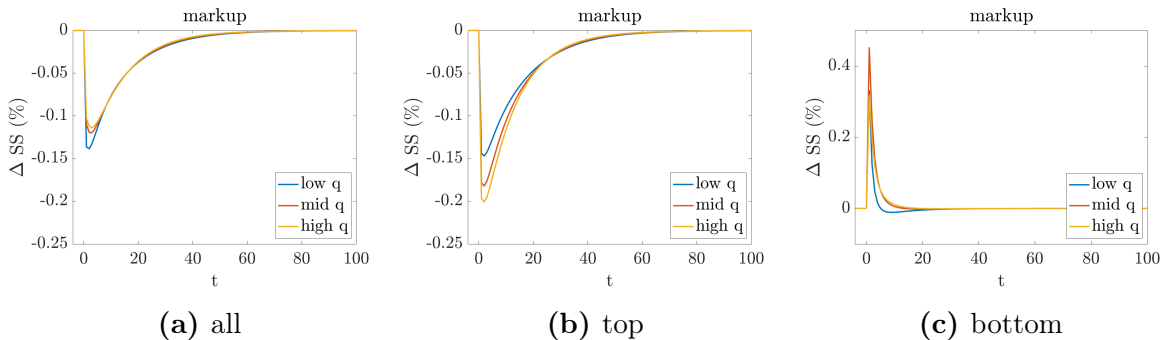 markup
0
-0.05
-0.1
-0.15
-0.2
-0.25
Δ SS (%)
low q
mid q
high q
0 20 40 60 80 100
t
(a) all
markup
0
-0.05
-0.1
-0.15
-0.2
-0.25
Δ SS (%)
low q
mid q
high q
0 20 40 60 80 100
t
(b) top
markup
0.4
0.2
0
Δ SS (%)
low q
mid q
high q
0 20 40 60 80 100
t
(c) bottom